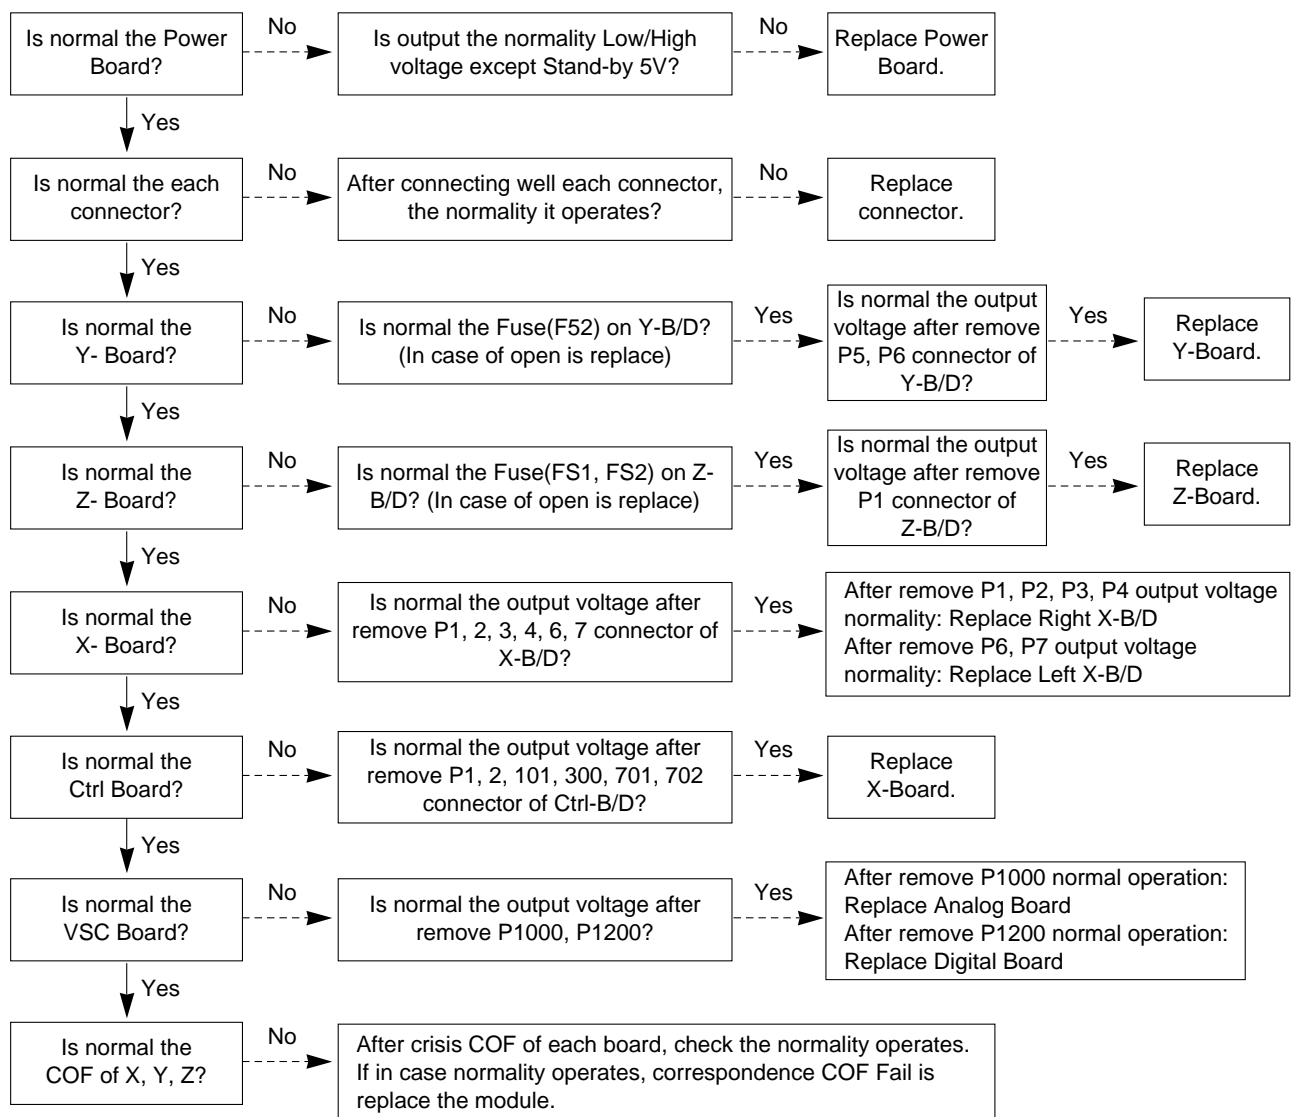 Is normal the Power
Board?
No
Is output the normality Low/High
voltage except Stand-by 5V?
No
Replace Power
Board.
Yes
Is normal the each
connector?
No
After connecting well each connector,
the normality it operates?
No
Replace
connector.
Yes
Is normal the
Y- Board?
No
Is normal the Fuse(F52) on Y-B/D?
(In case of open is replace)
Yes
Is normal the output
voltage after remove
P5, P6 connector of
Y-B/D?
Yes
Replace
Y-Board.
Yes
Is normal the
Z- Board?
No
Is normal the Fuse(FS1, FS2) on Z-
B/D? (In case of open is replace)
Yes
Is normal the output
voltage after remove
P1 connector of
Z-B/D?
Yes
Replace
Z-Board.
Yes
Is normal the
X- Board?
No
Is normal the output voltage after
remove P1, 2, 3, 4, 6, 7 connector of
X-B/D?
Yes
After remove P1, P2, P3, P4 output voltage
normality: Replace Right X-B/D
After remove P6, P7 output voltage
normality: Replace Left X-B/D
Yes
Is normal the
Ctrl Board?
No
Is normal the output voltage after
remove P1, 2, 101, 300, 701, 702
connector of Ctrl-B/D?
Yes
Replace
X-Board.
Yes
Is normal the
VSC Board?
No
Is normal the output voltage after
remove P1000, P1200?
Yes
After remove P1000 normal operation:
Replace Analog Board
After remove P1200 normal operation:
Replace Digital Board
Yes
Is normal the
COF of X, Y, Z?
No
After crisis COF of each board, check the normality operates.
If in case normality operates, correspondence COF Fail is
replace the module.